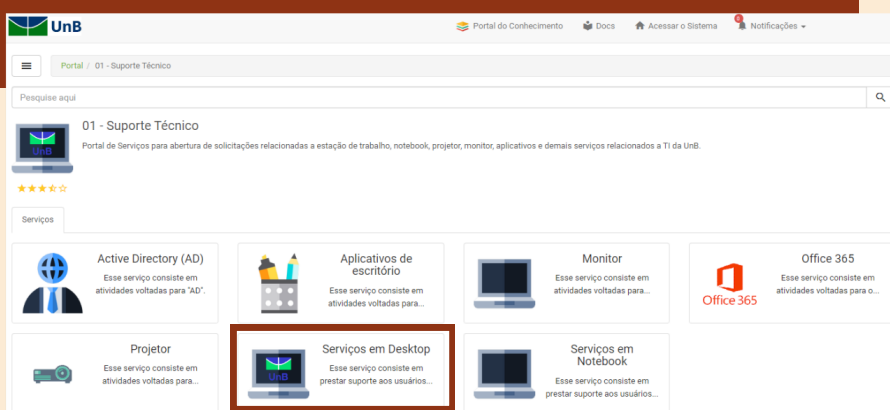 UnB
Portal do Conhecimento Docs Acessar o Sistema 0 Notificações
Portal / 01 - Suporte Técnico
Pesquise aqui
01 - Suporte Técnico
Portal de Serviços para abertura de solicitações relacionadas a estação de trabalho, notebook, projetor, monitor, aplicativos e demais serviços relacionados a TI da UnB.
UnB
Serviços
Active Directory (AD)
Esse serviço consiste em
atividades voltadas para "AD".
Aplicativos de
escritório
Esse serviço consiste em
atividades voltadas para...
Monitor
Esse serviço consiste em
atividades voltadas para...
Office 365
Office 365
Esse serviço consiste em
atividades voltadas para o...
Projetor
Esse serviço consiste em
atividades voltadas para...
UnB
Serviços em Desktop
Esse serviço consiste em
prestar suporte aos usuários...
Serviços em
Notebook
Esse serviço consiste em
prestar suporte aos usuários...